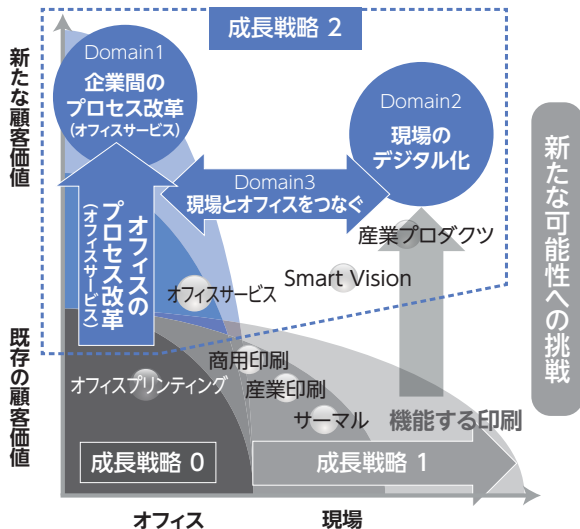 成長戦略 2
新たな顧客価値
既存の顧客価値
Domain1
企業間の
プロセス改革
(オフィスサービス)
Domain2
現場の
デジタル化
Domain3
現場とオフィスをつなぐ
オフィスの
プロセス改革
(オフィスサービス)
産業プロダクツ
Smart Vision
オフィスサービス
商用印刷
オフィスプリンティング
産業印刷
サーマル
機能する印刷
成長戦略 0
成長戦略 1
オフィス
現場
新たな可能性への挑戦